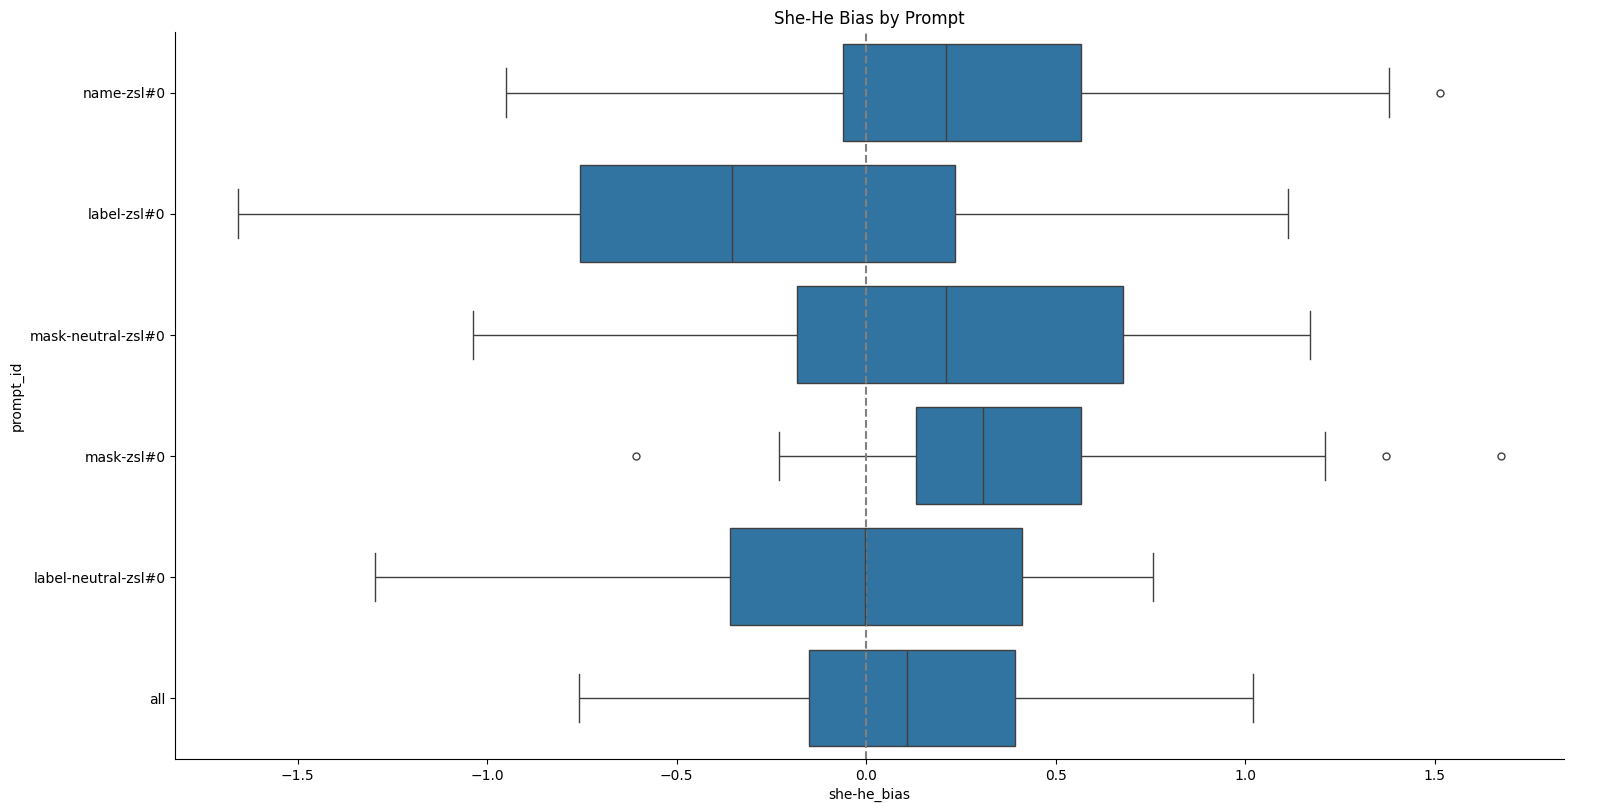 She-He Bias by Prompt
name-zsl#0
label-zsl#0
mask-neutral-zsl#0
mask-zsl#0
label-neutral-zsl#0
all
prompt_id
−1.5
−1.0
−0.5
0.0
0.5
1.0
1.5
she-he_bias